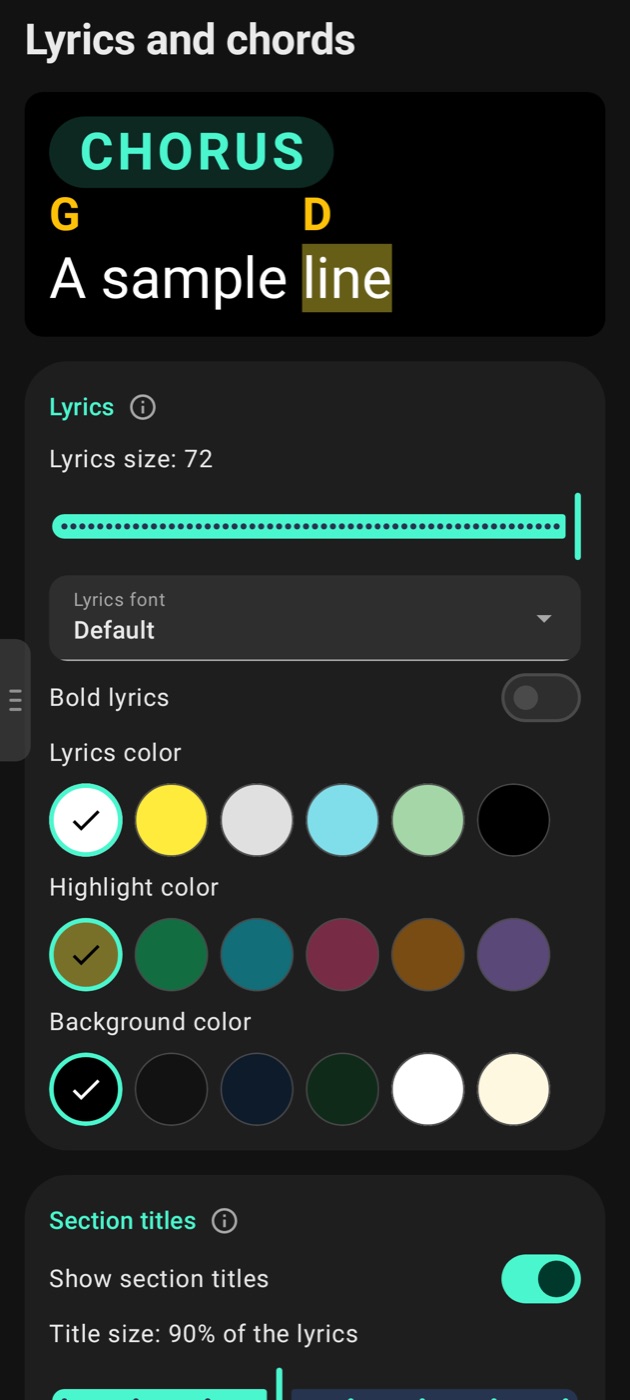 Lyrics and chords
CHORUS
G D
A sample line
Lyrics
Lyrics size: 72
Lyrics font
Default
Bold lyrics
Lyrics color
Highlight color
Background color
Section titles
Show section titles
Title size: 90% of the lyrics